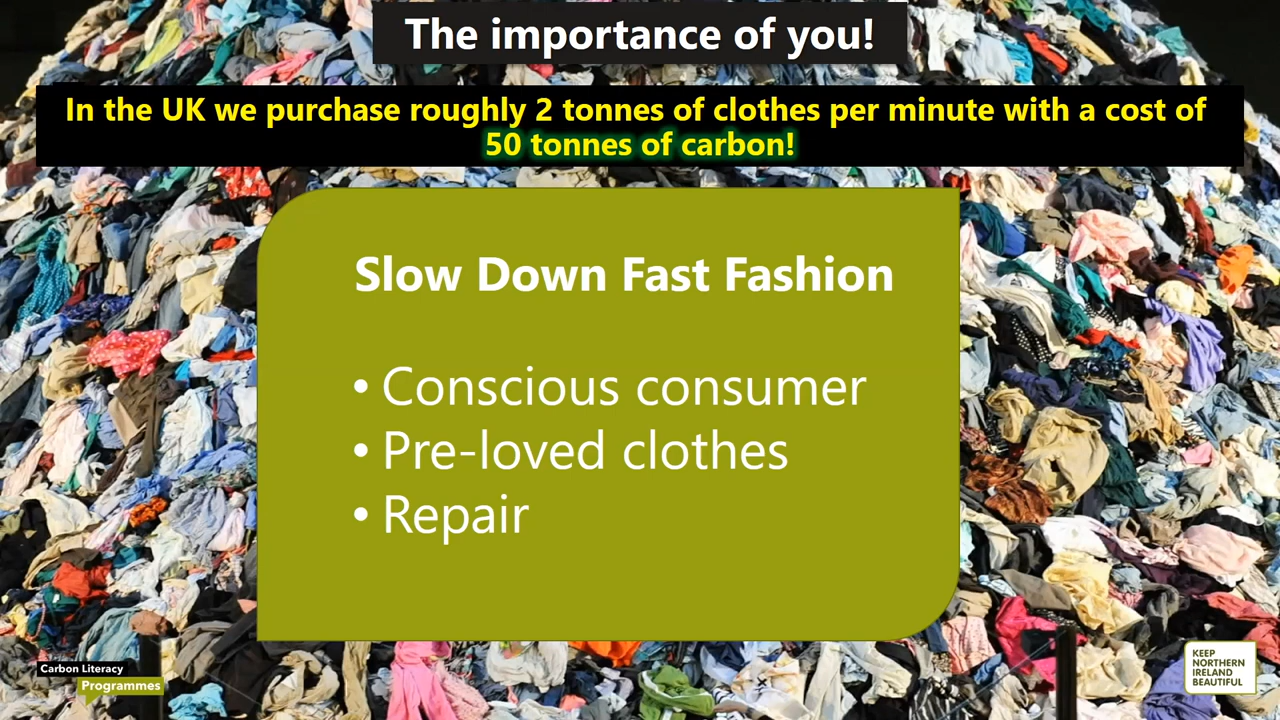 The importance of you!
In the UK we purchase roughly 2 tonnes of clothes per minute with a cost of
50 tonnes of carbon!
Slow Down Fast Fashion
• Conscious consumer
• Pre-loved clothes
• Repair
Carbon Literacy
Programmes
KEEP
NORTHERN
IRELAND
BEAUTIFUL